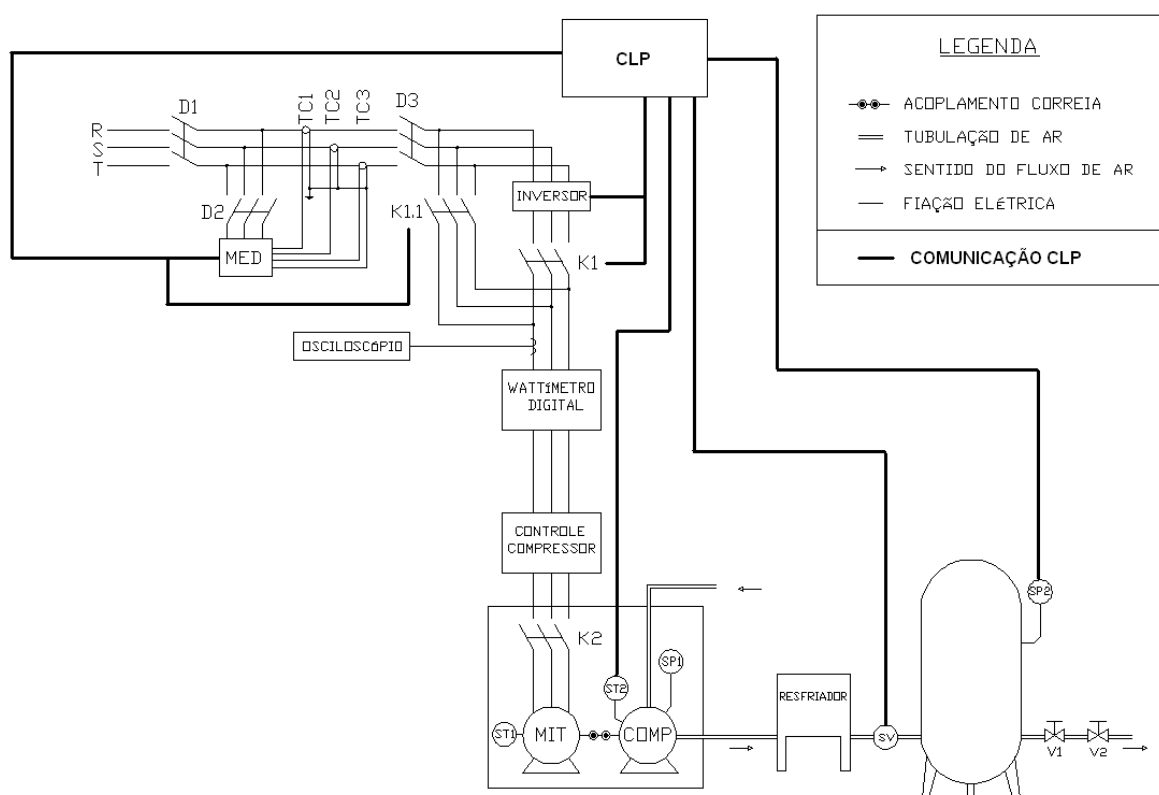 CLP
LEGENDA
ACOPLAMENTO CORREIA
TUBULAÇÃO DE AR
SENTIDO DO FLUXO DE AR
FIAÇÃO ELÉTRICA
COMUNICAÇÃO CLP
D1
TC1
TC2
TC3
D3
R
S
T
D2
K1.1
INVERSOR
MED
K1
OSCILOSCÓPIO
WATTíMETRO
DIGITAL
CONTROLE
COMPRESSOR
K2
SP2
SP1
ST2
RESFRIADOR
ST1
MIT
COMP
SV
V1
V2